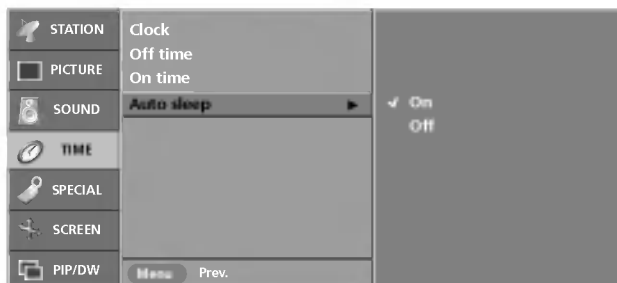 STATION
PICTURE
SOUND
TIME
SPECIAL
SCREEN
PIP/DW
Clock
Off time
On time
Auto sleep
Menu Prev.
On
Off